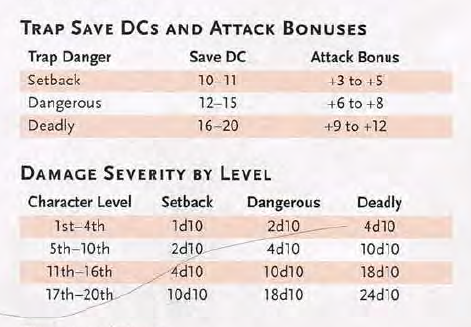 TRAP SAVE DCS AND ATTACK BONUSES
Trap Danger Save DC Attack Bonus
Setback 10–11 +3 to +5
Dangerous 12–15 +6 to +8
Deadly 16–20 +9 to +12
DAMAGE SEVERITY BY LEVEL
Character Level Setback Dangerous Deadly
1st–4th 1d10 2d10 4d10
5th–10th 2d10 4d10 10d10
11th–16th 4d10 10d10 18d10
17th–20th 10d10 18d10 24d10